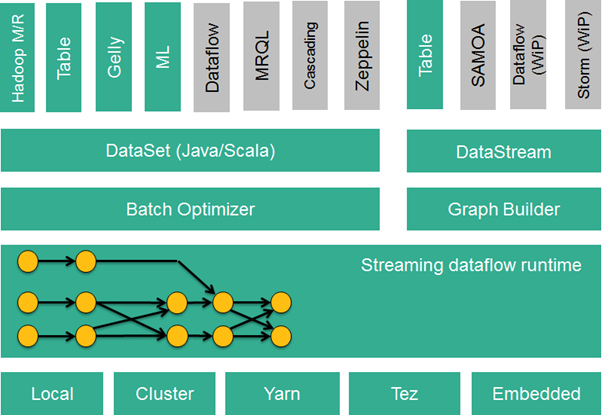 Hadoop M/R
Table
Gelly
ML
Dataflow
MRQL
Cascading
Zeppelin
Table
SAMOA
Dataflow
(WiP)
Storm (WiP)
DataSet (Java/Scala)
DataStream
Batch Optimizer
Graph Builder
Streaming dataflow runtime
Local
Cluster
Yarn
Tez
Embedded